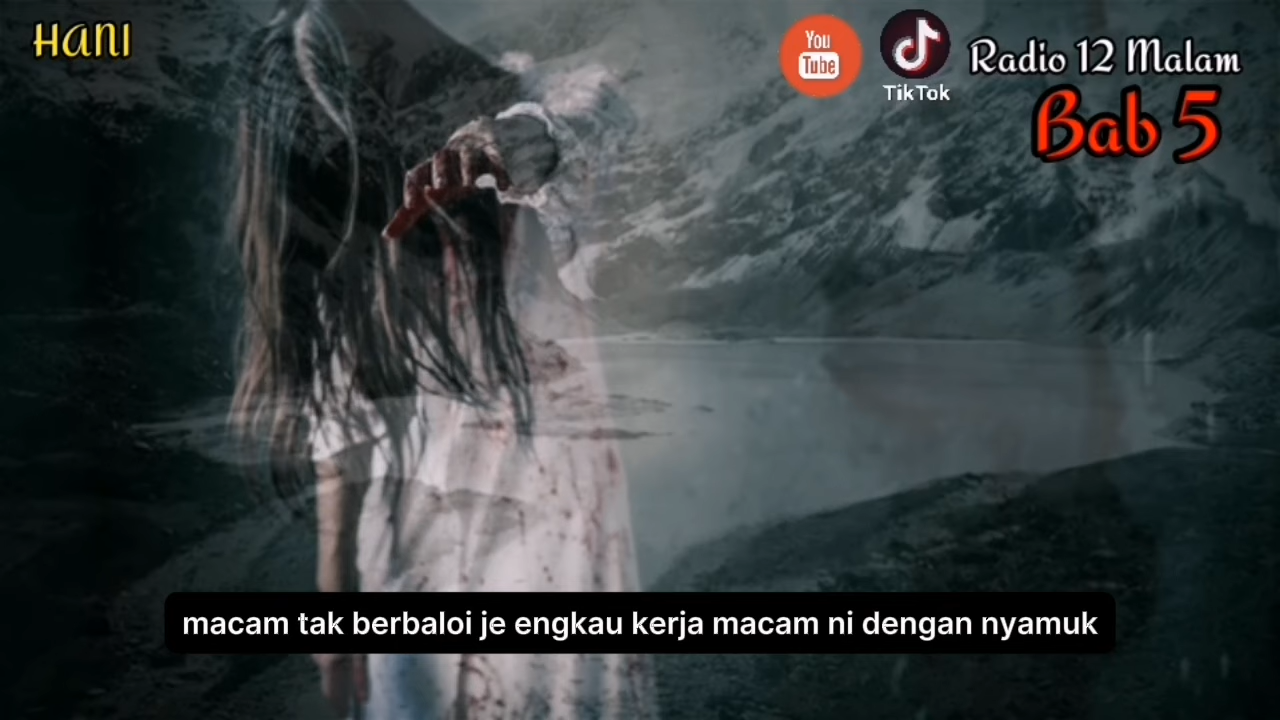 HANI
You
Tube
TikTok
Radio 12 Malam
Bab 5
macam tak berbaloi je engkau kerja macam ni dengan nyamuk